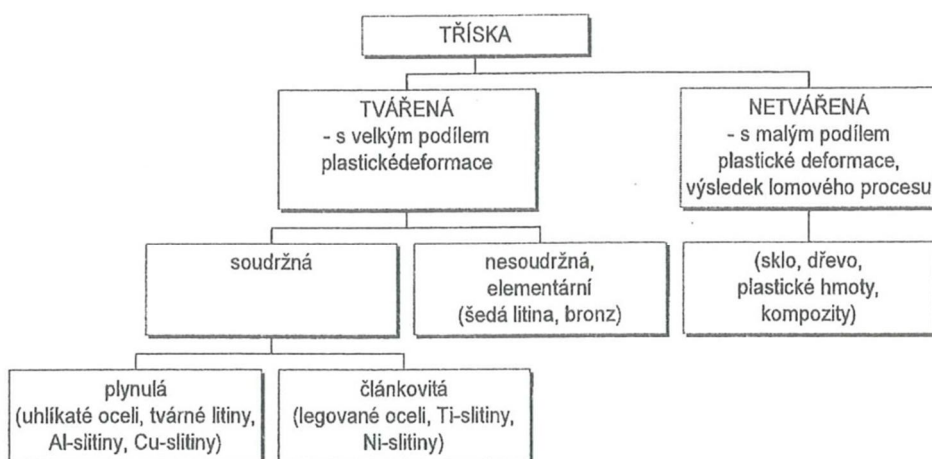 TŘÍSKA
TVÁŘENÁ
- s velkým podílem
plastickédeformace
NETVÁŘENÁ
- s malým podílem
plastické deformace,
výsledek lomového procesu
soudržná
nesoudržná,
elementární
(šedá litina, bronz)
(sklo, dřevo,
plastické hmoty,
kompozity)
plynulá
(uhlíkaté oceli, tvárné litiny,
Al-slitiny, Cu-slitiny)
článkovitá
(legované oceli, Ti-slitiny,
Ni-slitiny)